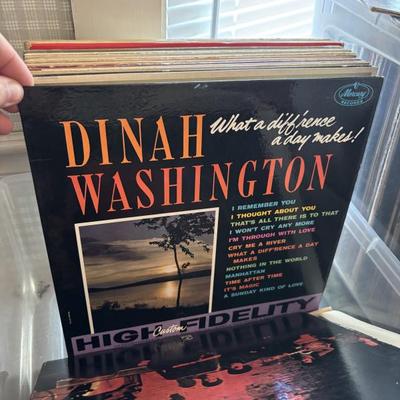 Mercury
RECORDS
What a diff'rence
a day makes!
DINAH
WASHINGTON
I REMEMBER YOU
I THOUGHT ABOUT YOU
THAT'S ALL THERE IS TO THAT
I WON'T CRY ANY MORE
I'M THROUGH WITH LOVE
CRY ME A RIVER
WHAT A DIFF'RENCE A DAY
MAKES
NOTHING IN THE WORLD
MANHATTAN
TIME AFTER TIME
IT'S MAGIC
A SUNDAY KIND OF LOVE
Custom
HIGH FIDELITY